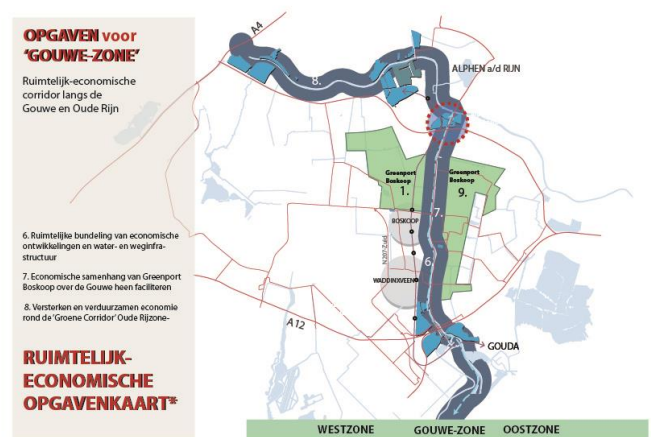 OPGAVEN voor
'GOUWE-ZONE'
Ruimtelijk-economische
corridor langs de
Gouwe en Oude Rijn
6. Ruimtelijke bundeling van economische
ontwikkelingen en water- en weginfra-
structuur
7. Economische samenhang van Greenport
Boskoop over de Gouwe heen faciliteren
8. Versterken en verduurzamen economie
rond de 'Groene Corridor' Oude Rijzone-
RUIMTELIJK-
ECONOMISCHE
OPGAVENKAART*
A4
8.
ALPHEN a/d RIJN
Greenport
Boskoop
1.
Greenport
Boskoop
9.
7.
BOSKOOP
N207-Zuid
6.
WADDINXVEEN
A12
GOUDA
WESTZONE GOUWE-ZONE OOSTZONE